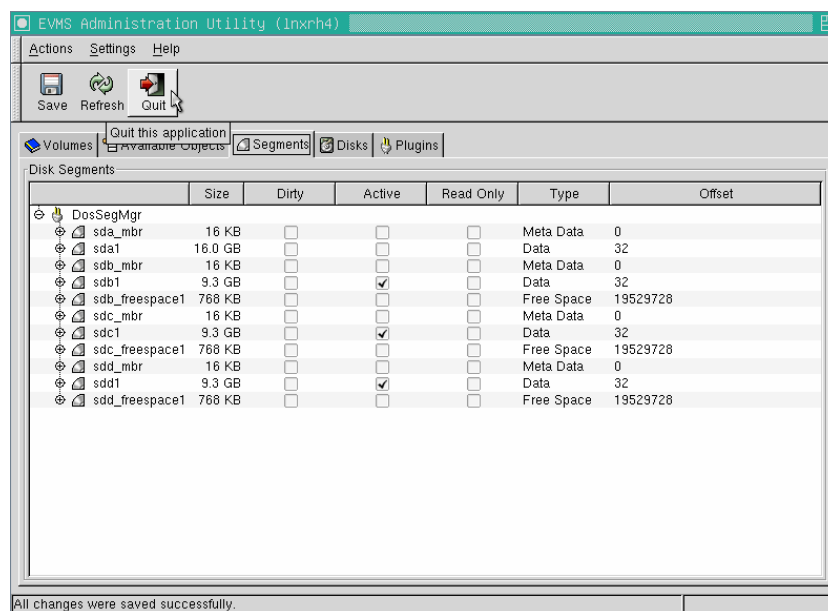 EVMS Administration Utility (lnxrh4)
Actions Settings Help
Save Refresh Quit
Quit this application
Volumes Available Objects Segments Disks Plugins
Disk Segments
Size Dirty Active Read Only Type Offset
DosSegMgr
sda_mbr 16 KB Meta Data 0
sda1 16.0 GB Data 32
sdb_mbr 16 KB Meta Data 0
sdb1 9.3 GB Data 32
sdb_freespace1 768 KB Free Space 19529728
sdc_mbr 16 KB Meta Data 0
sdc1 9.3 GB Data 32
sdc_freespace1 768 KB Free Space 19529728
sdd_mbr 16 KB Meta Data 0
sdd1 9.3 GB Data 32
sdd_freespace1 768 KB Free Space 19529728
All changes were saved successfully.